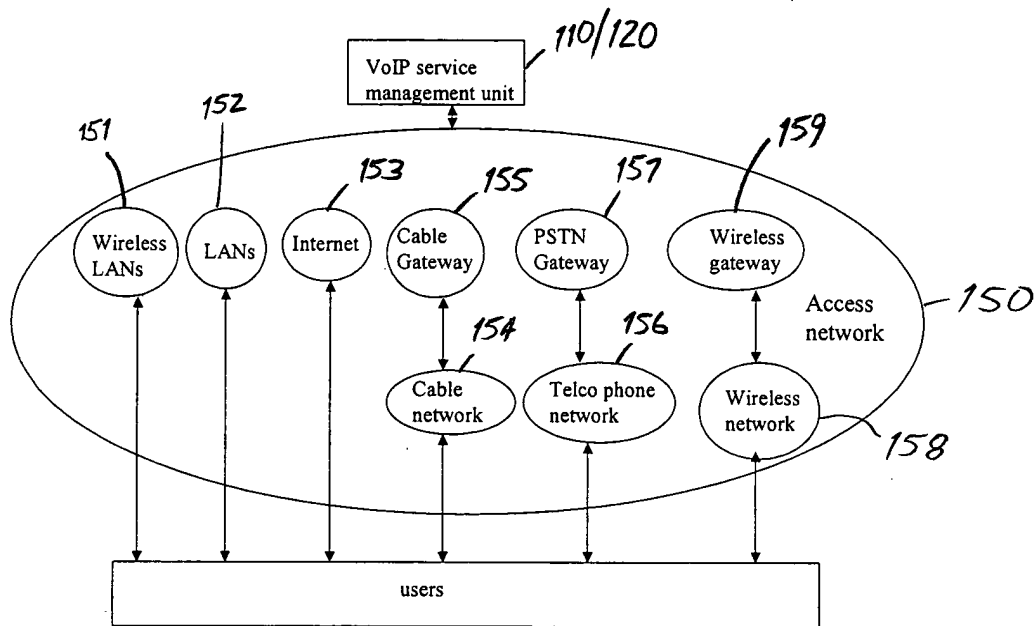 110/120
VoIP service
management unit
151
152
153
155
157
159
Wireless
LANs
LANs
Internet
Cable
Gateway
PSTN
Gateway
Wireless
gateway
Access
network
150
154
156
Cable
network
Telco phone
network
Wireless
network
158
users